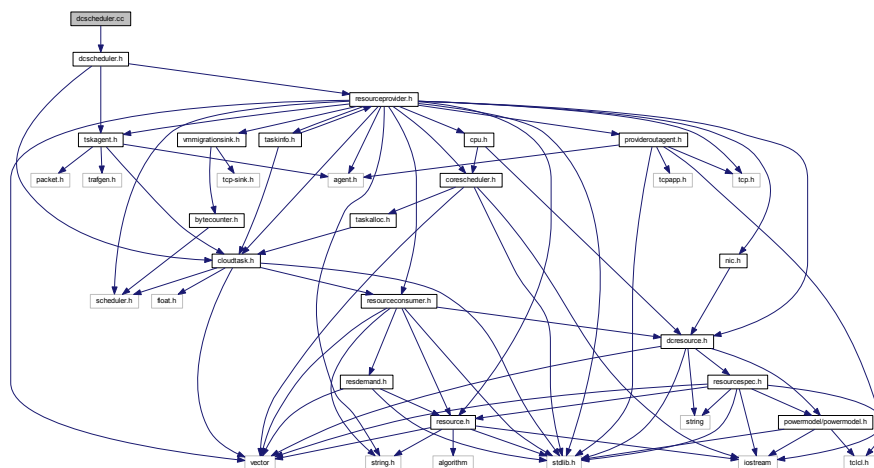 dcscheduler.cc
dcscheduler.h
resourceprovider.h
tskagent.h
vmmigrationsink.h
taskinfo.h
cpu.h
provideroutagent.h
packet.h
trafgen.h
tcp-sink.h
agent.h
corescheduler.h
tcpapp.h
tcp.h
bytecounter.h
taskalloc.h
cloudtask.h
nic.h
scheduler.h
float.h
resourceconsumer.h
dcresource.h
resdemand.h
resourcespec.h
resource.h
string
powermodel/powermodel.h
vector
string.h
algorithm
stdlib.h
iostream
tclcl.h